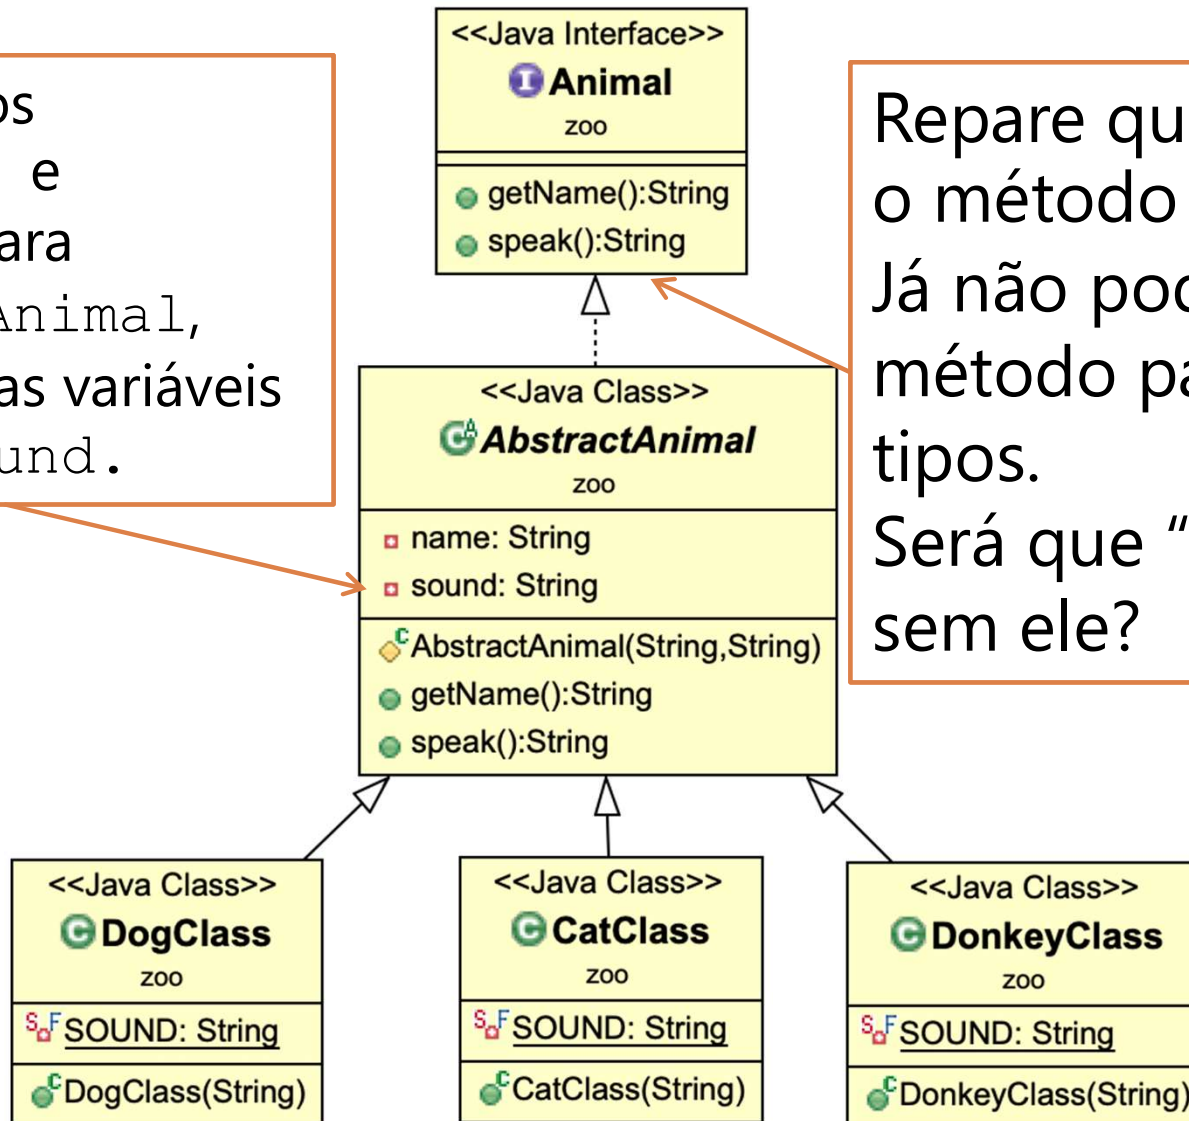 os
e
ara
Animal,
as variáveis
und.
<<Java Interface>>
Animal
zoo
getName():String
speak():String
Repare qu
o método
Já não pod
método pa
tipos.
Será que “
sem ele?
<<Java Class>>
AbstractAnimal
zoo
name: String
sound: String
AbstractAnimal(String,String)
getName():String
speak():String
<<Java Class>>
DogClass
zoo
SOUND: String
DogClass(String)
<<Java Class>>
CatClass
zoo
SOUND: String
CatClass(String)
<<Java Class>>
DonkeyClass
zoo
SOUND: String
DonkeyClass(String)